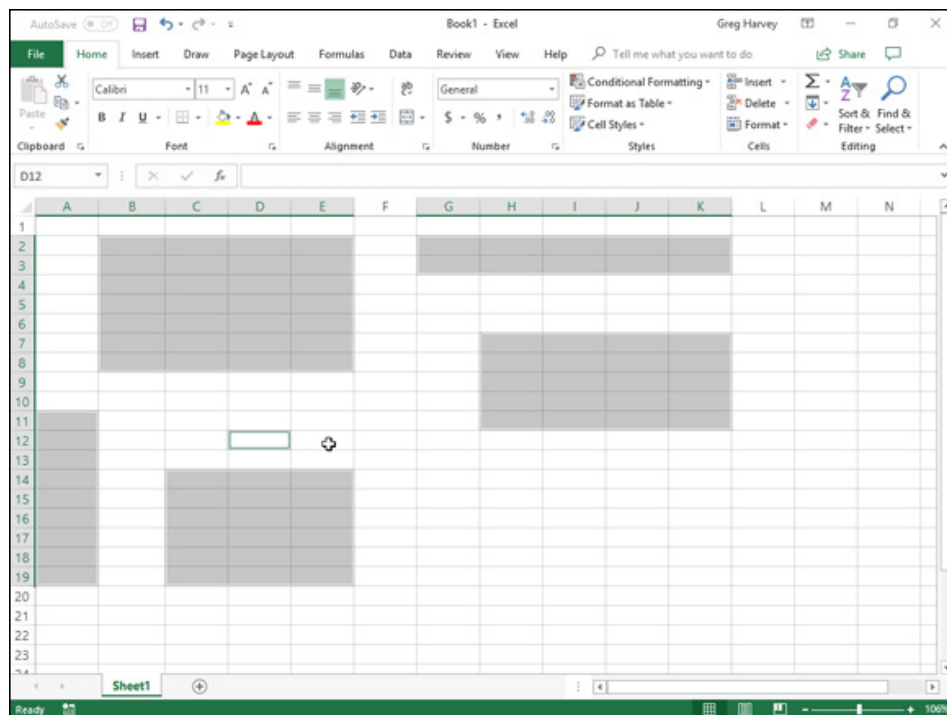 AutoSave Off Book1 - Excel Greg Harvey
File Home Insert Draw Page Layout Formulas Data Review View Help Tell me what you want to do Share
Paste Calibri 11 A A General Conditional Formatting Insert Σ A Z
B I U A $ % , Format as Table Delete Sort & Find &
Cell Styles Format Filter Select
Clipboard Font Alignment Number Styles Cells Editing
D12 fx
A B C D E F G H I J K L M N
1
2
3
4
5
6
7
8
9
10
11
12
13
14
15
16
17
18
19
20
21
22
23
24
Sheet1
Ready 106%